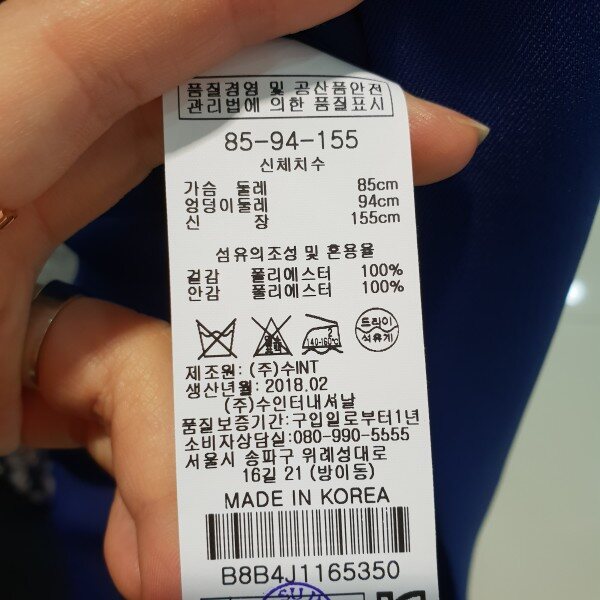 품질경영 및 공산품안전
관리법에 의한 품질표시
85-94-155
신체치수
가슴 둘레 85cm
엉덩이둘레 94cm
신 장 155cm
섬유의조성 및 혼용율
겉감 폴리에스터 100%
안감 폴리에스터 100%
2
140-160℃
드라이
석유계
제조원: (주)수INT
생산년월: 2018.02
(주)수인터내셔날
품질보증기간:구입일로부터1년
소비자상담실:080-990-5555
서울시 송파구 위례성대로
16길 21 (방이동)
MADE IN KOREA
B8B4J1165350